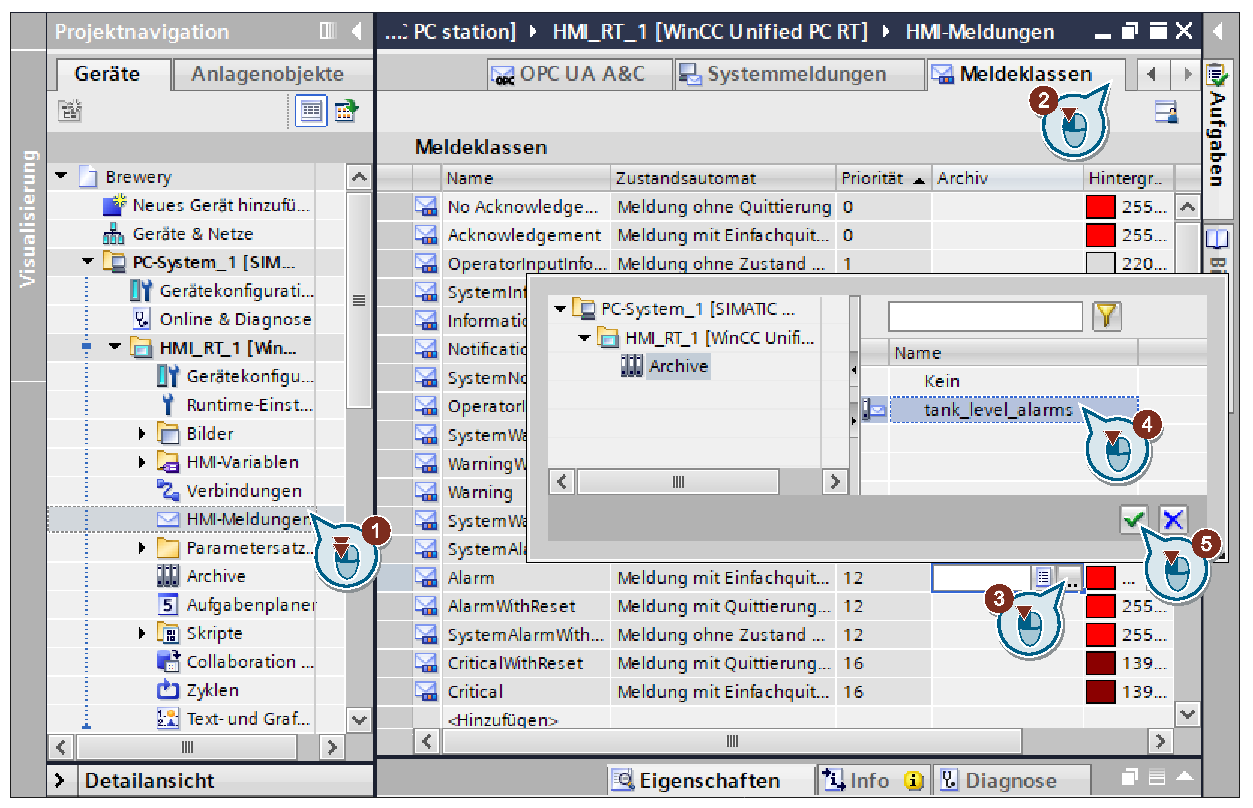 Projektnavigation
...: PC station] ▸ HMI_RT_1 [WinCC Unified PC RT] ▸ HMI-Meldungen
Geräte
Anlagenobjekte
OPC UA A&C
Systemmeldungen
Meldeklassen
Visualisierung
Aufgaben
2
Meldeklassen
Name Zustandsautomat Priorität Archiv Hintergr..
No Acknowledge... Meldung ohne Quittierung 0 255...
Acknowledgement Meldung mit Einfachquit... 0 255...
OperatorInputInfo... Meldung ohne Zustand ... 1 220...
SystemInf
Informatio
Notificatio
SystemNo
OperatorI
SystemWa
WarningW
Warning
SystemWa
SystemAla
Alarm Meldung mit Einfachquit... 12 ...
AlarmWithReset Meldung mit Quittierung... 12 255...
SystemAlarmWith... Meldung ohne Zustand ... 12 255...
CriticalWithReset Meldung mit Quittierung... 16 139...
Critical Meldung mit Einfachquit... 16 139...
<Hinzufügen>
Brewery
Neues Gerät hinzufü...
Geräte & Netze
PC-System_1 [SIM...
Gerätekonfigurati...
Online & Diagnose
HMI_RT_1 [Win...
Gerätekonfigu...
Runtime-Einst...
Bilder
HMI-Variablen
Verbindungen
HMI-Meldungen
1
Parametersatz..
Archive
Aufgabenplaner
Skripte
Collaboration ...
Zyklen
Text- und Graf...
PC-System_1 [SIMATIC ...
HMI_RT_1 [WinCC Unifi...
Archive
Name
Kein
tank_level_alarms
4
5
3
Detailansicht
Eigenschaften
Info
Diagnose